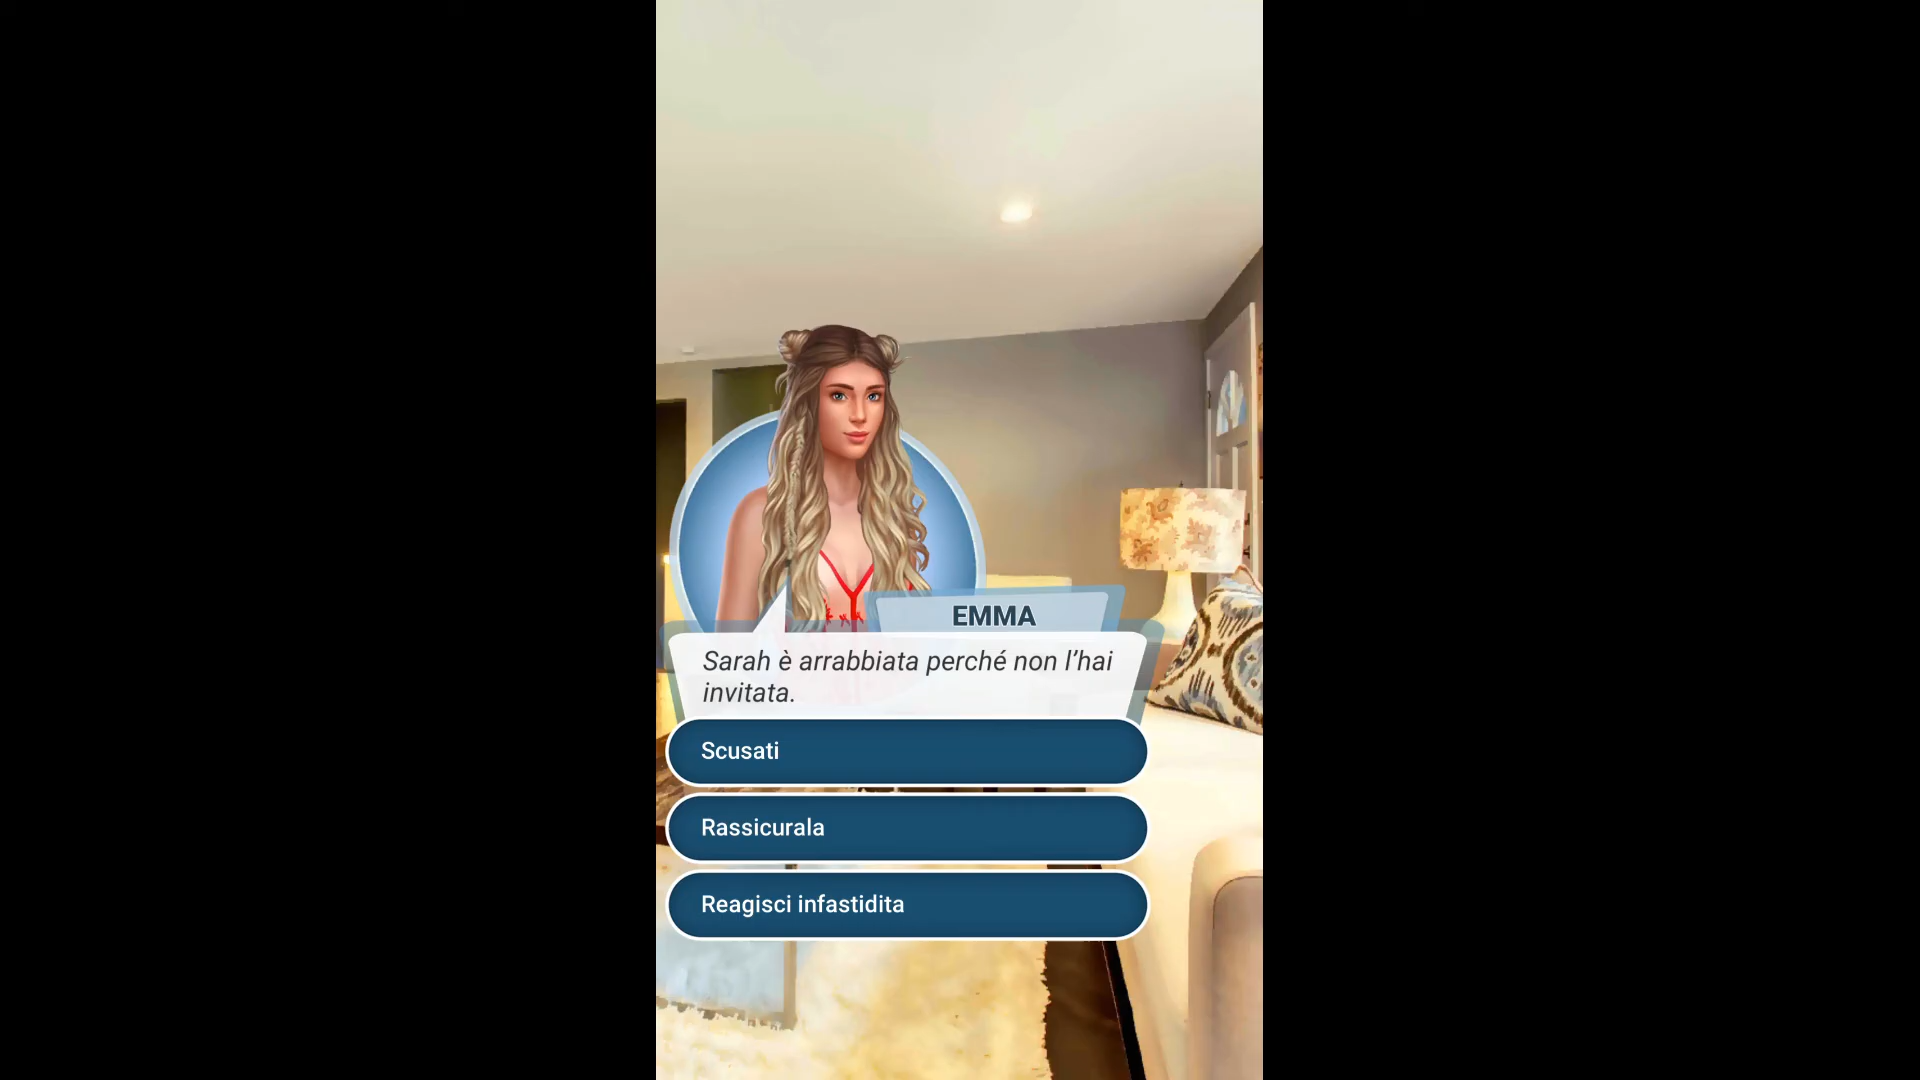 EMMA
Sarah è arrabbiata perché non l’hai
invitata.
Scusati
Rassicurala
Reagisci infastidita